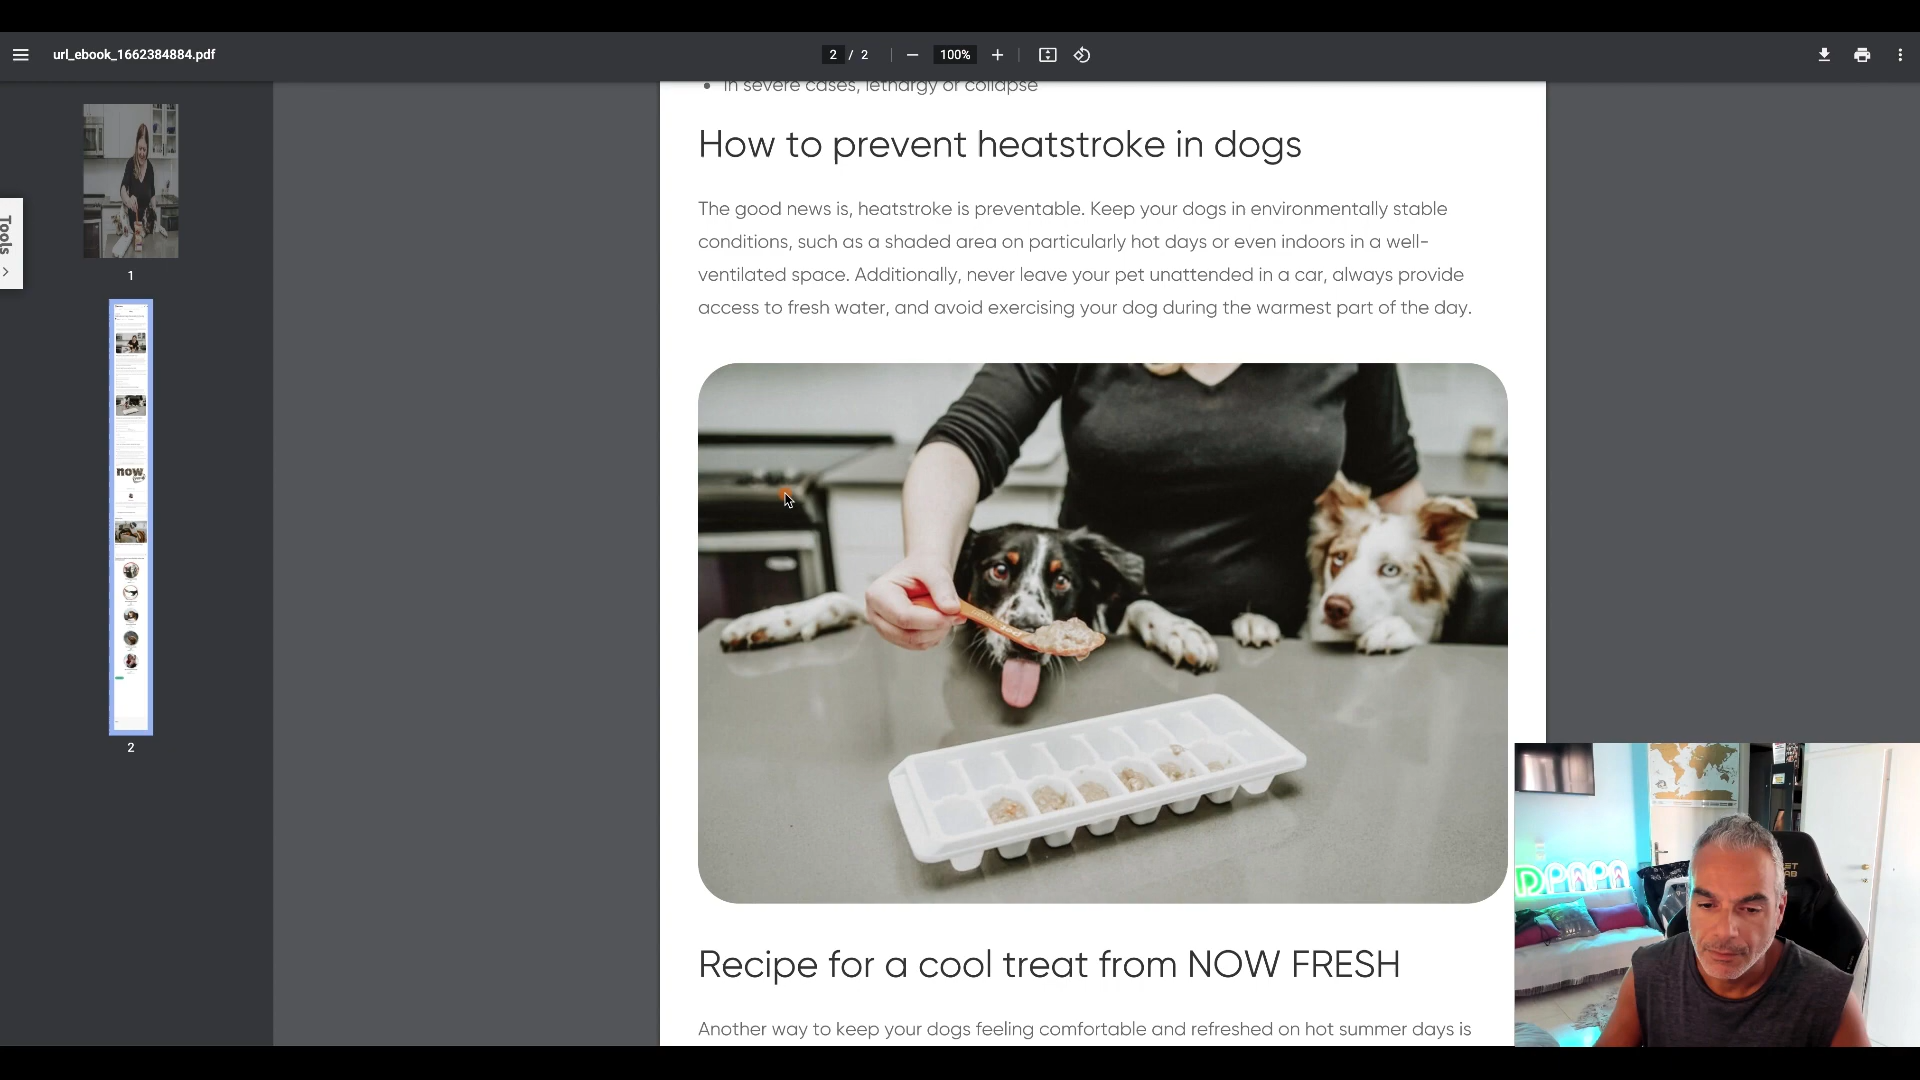 url_ebook_1662384884.pdf
2 / 2
100%
Tools
1
2
now
In severe cases, lethargy or collapse
How to prevent heatstroke in dogs
The good news is, heatstroke is preventable. Keep your dogs in environmentally stable
conditions, such as a shaded area on particularly hot days or even indoors in a well-
ventilated space. Additionally, never leave your pet unattended in a car, always provide
access to fresh water, and avoid exercising your dog during the warmest part of the day.
Recipe for a cool treat from NOW FRESH
Another way to keep your dogs feeling comfortable and refreshed on hot summer days is
DPAPA